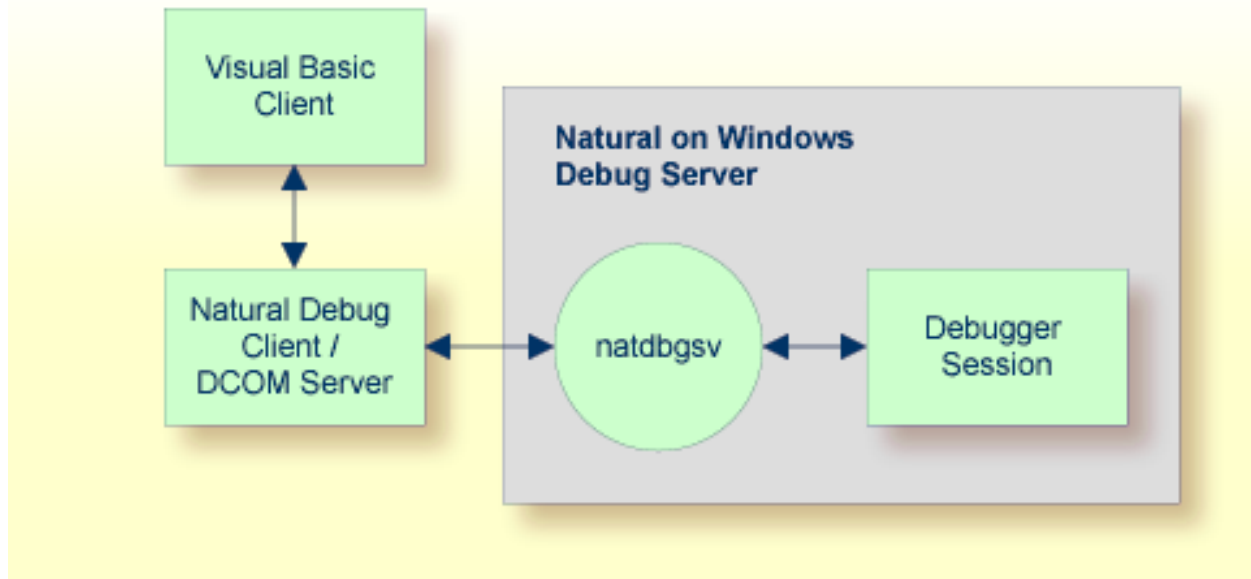 Visual Basic
Client
Natural on Windows
Debug Server
Natural Debug
Client /
DCOM Server
natdbgsv
Debugger
Session